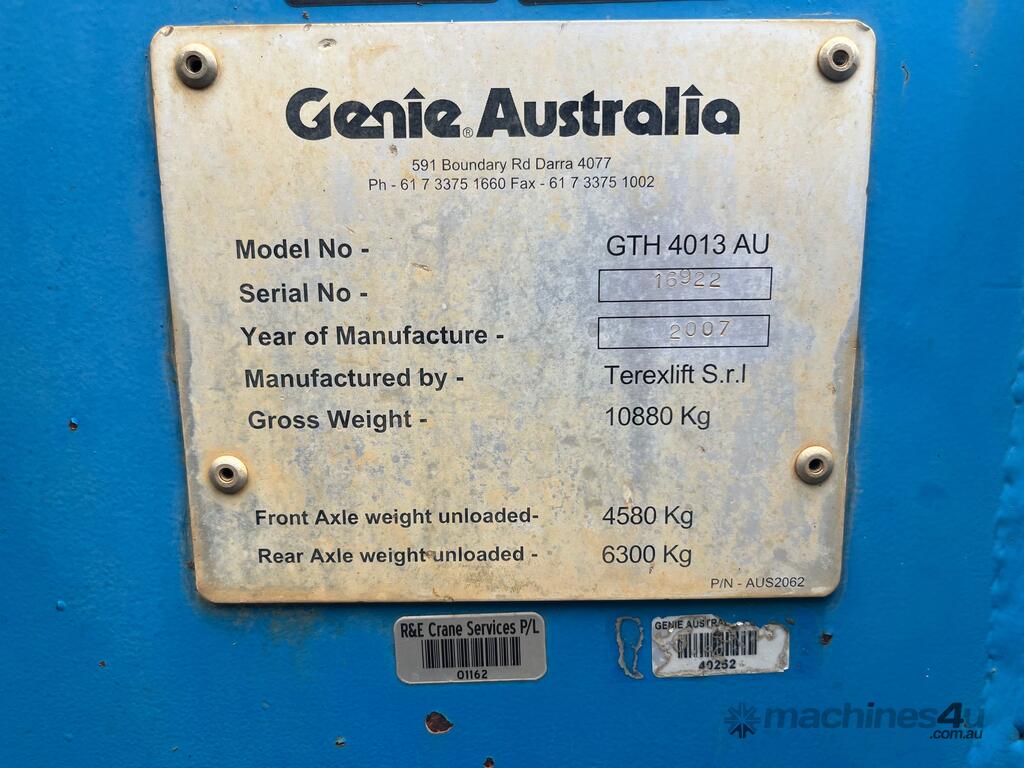 Genie® Australia
591 Boundary Rd Darra 4077
Ph - 61 7 3375 1660 Fax - 61 7 3375 1002
Model No - GTH 4013 AU
Serial No - 16922
Year of Manufacture - 2007
Manufactured by - Terexlift S.r.l
Gross Weight - 10880 Kg
Front Axle weight unloaded- 4580 Kg
Rear Axle weight unloaded - 6300 Kg
P/N - AUS2062
R&E Crane Services P/L
01162
GENIE
40252
machines4u
.com.au